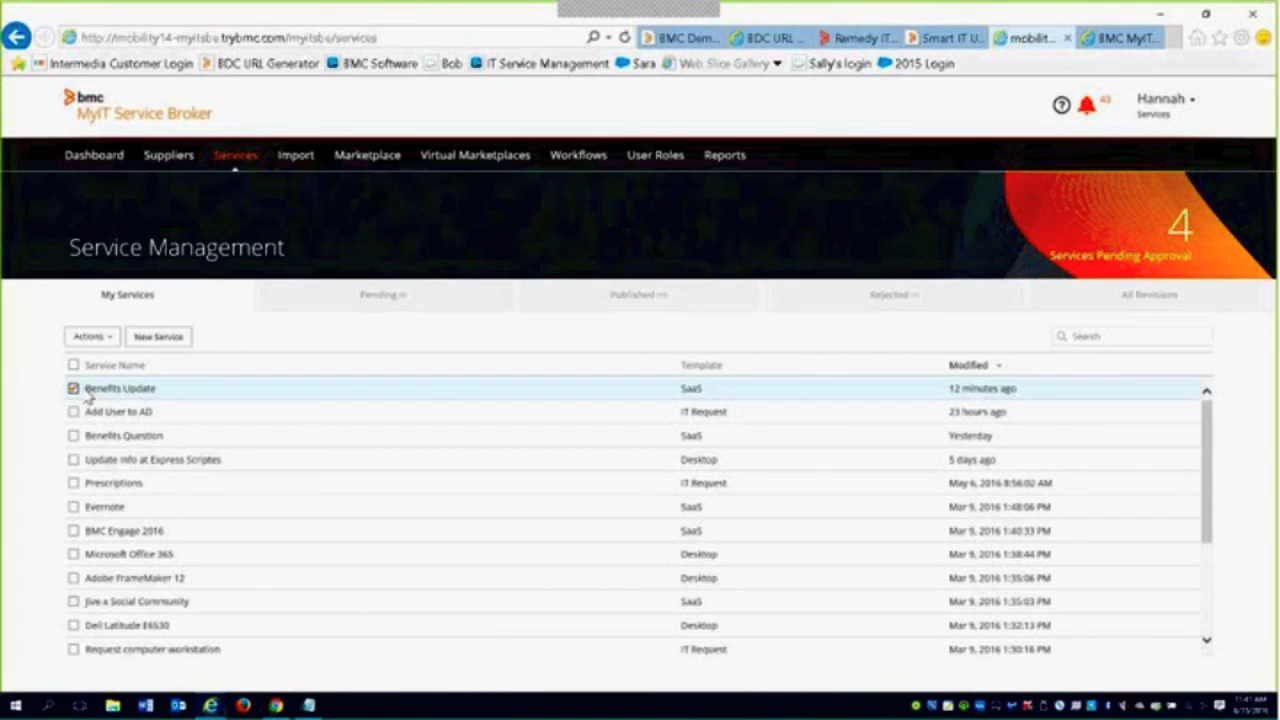 http://mobility14-myitsbe.trybmc.com/myitsbe/services
BMC Dem... BDC URL ... Remedy IT... Smart IT U... mobilit... × BMC MyIT...
Intermedia Customer Login BDC URL Generator BMC Software Bob IT Service Management Sara Web Slice Gallery Sally's login 2015 Login
bmc
MyIT Service Broker
43
Hannah
Services
Dashboard Suppliers Services Import Marketplace Virtual Marketplaces Workflows User Roles Reports
Service Management
4
Services Pending Approval
My Services Pending Published Rejected All Revisions
Actions New Service Search
Service Name Template Modified
Benefits Update SaaS 12 minutes ago
Add User to AD IT Request 23 hours ago
Benefits Question SaaS Yesterday
Update info at Express Scriptes Desktop 5 days ago
Prescriptions IT Request May 6, 2016 8:56:02 AM
Evernote SaaS Mar 9, 2016 1:48:06 PM
BMC Engage 2016 SaaS Mar 9, 2016 1:40:33 PM
Microsoft Office 365 Desktop Mar 9, 2016 1:38:44 PM
Adobe FrameMaker 12 Desktop Mar 9, 2016 1:35:06 PM
Jive-x Social Community SaaS Mar 9, 2016 1:35:03 PM
Dell Latitude E6530 Desktop Mar 9, 2016 1:32:13 PM
Request computer workstation IT Request Mar 9, 2016 1:30:16 PM
11:41 AM